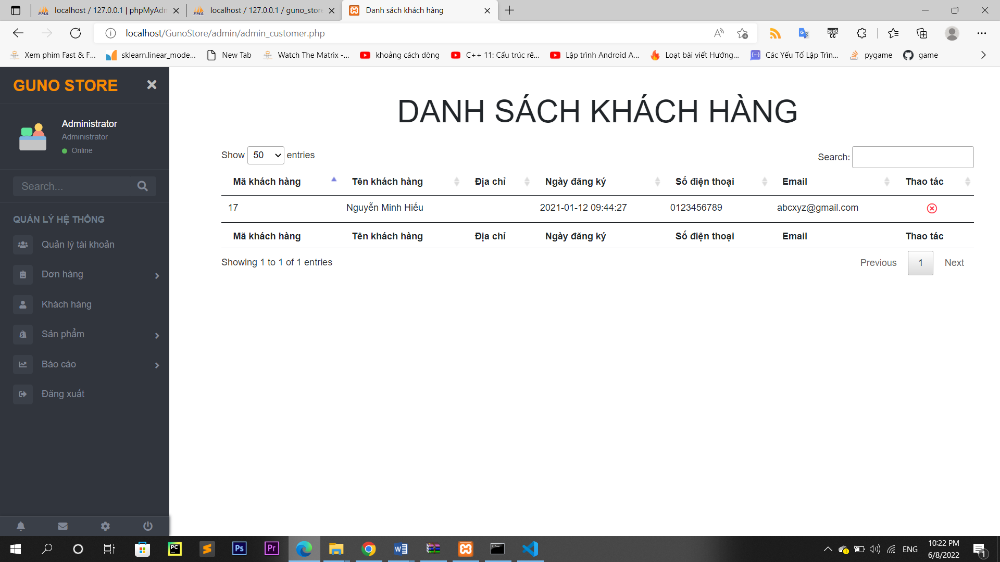 localhost / 127.0.0.1 | phpMyAdm
localhost / 127.0.0.1 / guno_store
Danh sách khách hàng
localhost/GunoStore/admin/admin_customer.php
Xem phim Fast & F...
sklearn.linear_mode...
New Tab
Watch The Matrix -...
khoảng cách dòng
C++ 11: Cấu trúc rẽ...
Lập trình Android A...
Loạt bài viết Hướng...
Các Yếu Tố Lập Trìn...
pygame
game
GUNO STORE
Administrator
Administrator
Online
Search...
QUẢN LÝ HỆ THỐNG
Quản lý tài khoản
Đơn hàng
Khách hàng
Sản phẩm
Báo cáo
Đăng xuất
DANH SÁCH KHÁCH HÀNG
Show 50 entries
Search:
Mã khách hàng Tên khách hàng Địa chỉ Ngày đăng ký Số điện thoại Email Thao tác
17 Nguyễn Minh Hiếu 2021-01-12 09:44:27 0123456789 abcxyz@gmail.com
Mã khách hàng Tên khách hàng Địa chỉ Ngày đăng ký Số điện thoại Email Thao tác
Showing 1 to 1 of 1 entries
Previous 1 Next
ENG
10:22 PM
6/8/2022
1